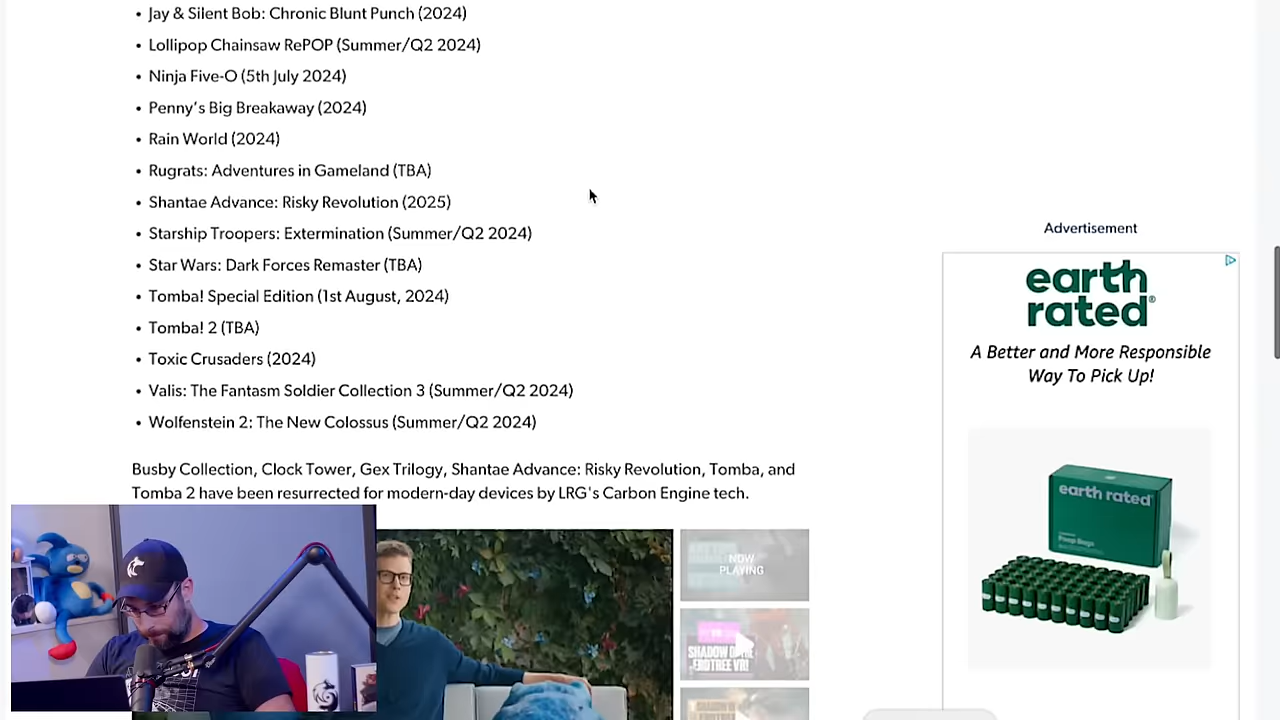 • Jay & Silent Bob: Chronic Blunt Punch (2024)
• Lollipop Chainsaw RePOP (Summer/Q2 2024)
• Ninja Five-O (5th July 2024)
• Penny's Big Breakaway (2024)
• Rain World (2024)
• Rugrats: Adventures in Gameland (TBA)
• Shantae Advance: Risky Revolution (2025)
• Starship Troopers: Extermination (Summer/Q2 2024)
• Star Wars: Dark Forces Remaster (TBA)
• Tomba! Special Edition (1st August, 2024)
• Tomba! 2 (TBA)
• Toxic Crusaders (2024)
• Valis: The Fantasm Soldier Collection 3 (Summer/Q2 2024)
• Wolfenstein 2: The New Colossus (Summer/Q2 2024)
Busby Collection, Clock Tower, Gex Trilogy, Shantae Advance: Risky Revolution, Tomba, and
Tomba 2 have been resurrected for modern-day devices by LRG's Carbon Engine tech.
NOW
PLAYING
SHADOW OF THE
ERDTREE VR!
Advertisement
earth
rated®
A Better and More Responsible
Way To Pick Up!
earth rated®
Poop Bags